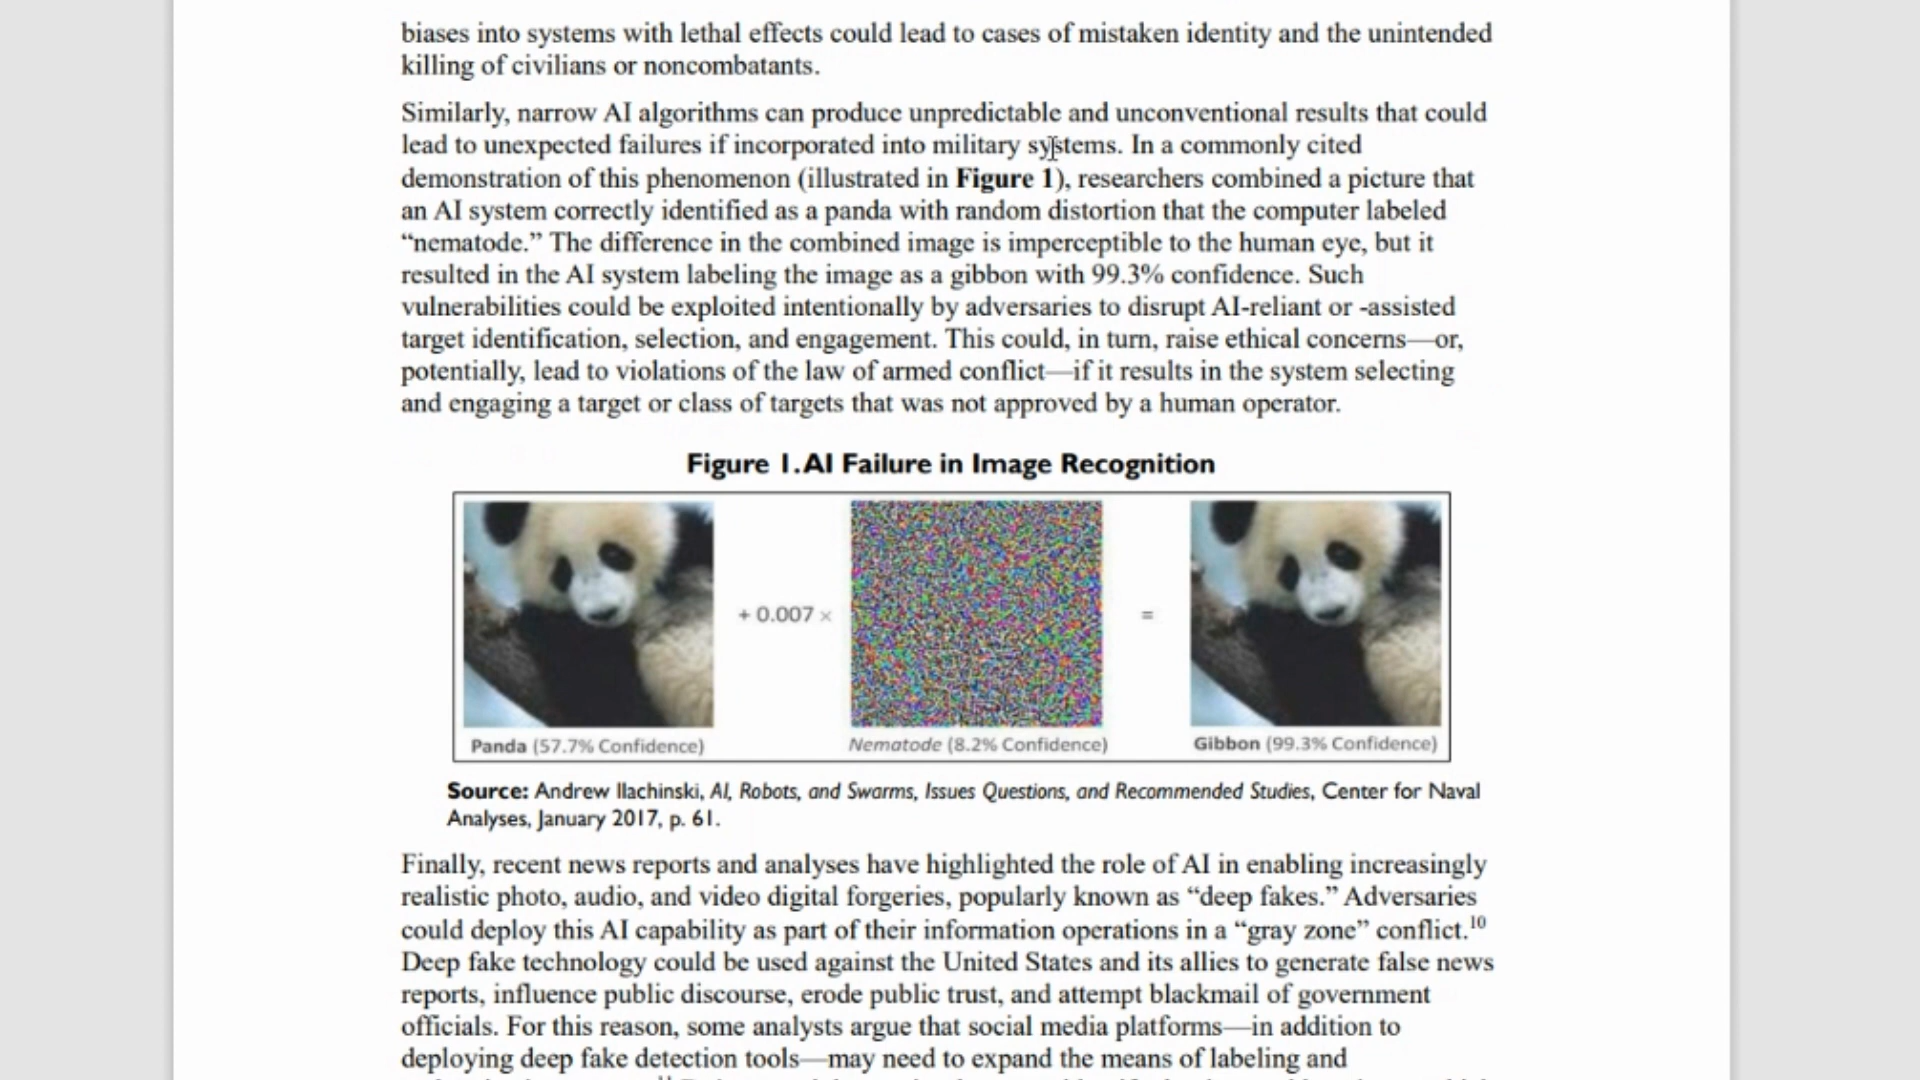 biases into systems with lethal effects could lead to cases of mistaken identity and the unintended
killing of civilians or noncombatants.
Similarly, narrow AI algorithms can produce unpredictable and unconventional results that could
lead to unexpected failures if incorporated into military systems. In a commonly cited
demonstration of this phenomenon (illustrated in Figure 1), researchers combined a picture that
an AI system correctly identified as a panda with random distortion that the computer labeled
“nematode.” The difference in the combined image is imperceptible to the human eye, but it
resulted in the AI system labeling the image as a gibbon with 99.3% confidence. Such
vulnerabilities could be exploited intentionally by adversaries to disrupt AI-reliant or -assisted
target identification, selection, and engagement. This could, in turn, raise ethical concerns—or,
potentially, lead to violations of the law of armed conflict—if it results in the system selecting
and engaging a target or class of targets that was not approved by a human operator.
Figure 1. AI Failure in Image Recognition
+ 0.007 × =
Panda (57.7% Confidence) Nematode (8.2% Confidence) Gibbon (99.3% Confidence)
Source: Andrew Ilachinski, AI, Robots, and Swarms, Issues Questions, and Recommended Studies, Center for Naval
Analyses, January 2017, p. 61.
Finally, recent news reports and analyses have highlighted the role of AI in enabling increasingly
realistic photo, audio, and video digital forgeries, popularly known as “deep fakes.” Adversaries
could deploy this AI capability as part of their information operations in a “gray zone” conflict.10
Deep fake technology could be used against the United States and its allies to generate false news
reports, influence public discourse, erode public trust, and attempt blackmail of government
officials. For this reason, some analysts argue that social media platforms—in addition to
deploying deep fake detection tools—may need to expand the means of labeling and